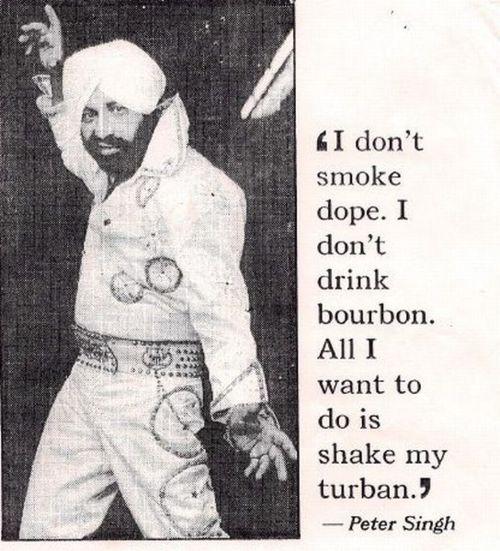 ❛I don't
smoke
dope. I
don't
drink
bourbon.
All I
want to
do is
shake my
turban.❜
— Peter Singh